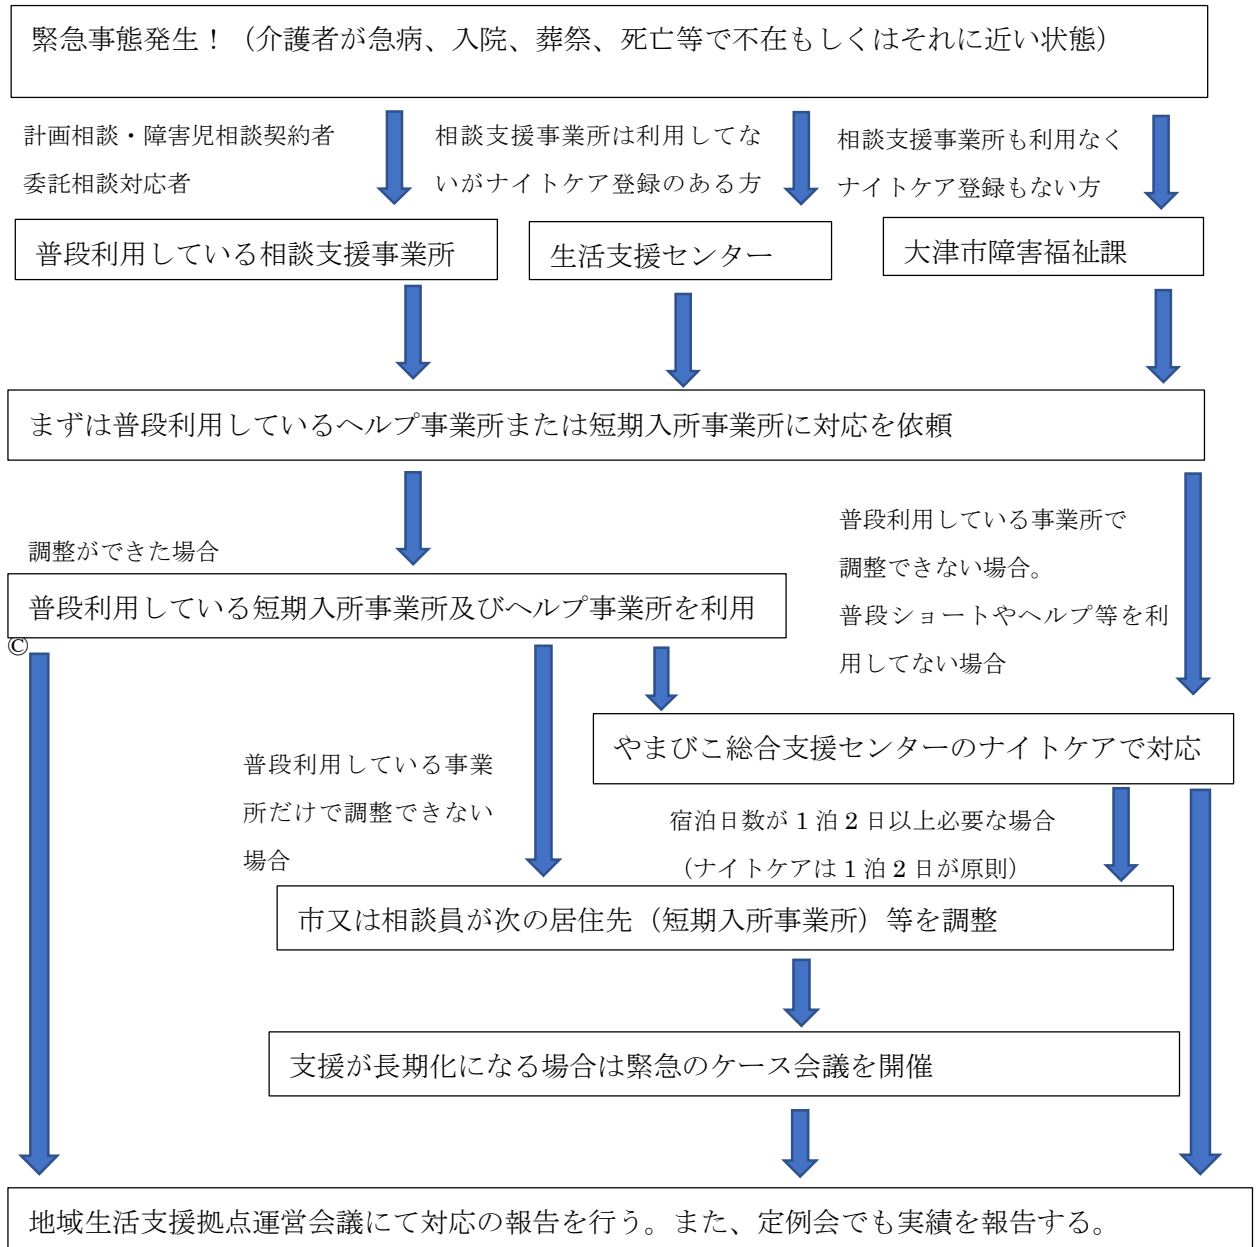 緊急事態発生！（介護者が急病、入院、葬祭、死亡等で不在もしくはそれに近い状態）
計画相談・障害児相談契約者
委託相談対応者
相談支援事業所は利用してな
いがナイトケア登録のある方
相談支援事業所も利用なく
ナイトケア登録もない方
普段利用している相談支援事業所
生活支援センター
大津市障害福祉課
まずは普段利用しているヘルプ事業所または短期入所事業所に対応を依頼
調整ができた場合
普段利用している事業所で
調整できない場合。
普段ショートやヘルプ等を利
用してない場合
普段利用している短期入所事業所及びヘルプ事業所を利用
©
やまびこ総合支援センターのナイトケアで対応
普段利用している事業
所だけで調整できない
場合
宿泊日数が 1 泊 2 日以上必要な場合
（ナイトケアは 1 泊 2 日が原則）
市又は相談員が次の居住先（短期入所事業所）等を調整
支援が長期化になる場合は緊急のケース会議を開催
地域生活支援拠点運営会議にて対応の報告を行う。また、定例会でも実績を報告する。